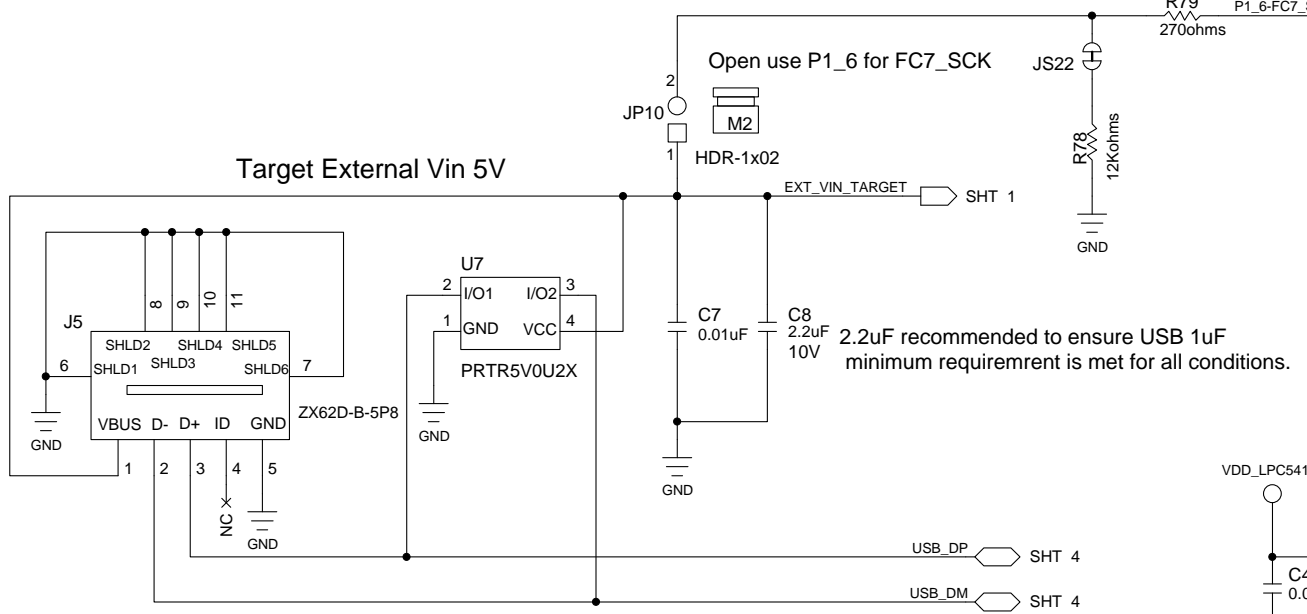 R79
270ohms
P1_6-FC7_
Open use P1_6 for FC7_SCK
JS22
2
JP10
M2
1
HDR-1x02
R78
12Kohms
GND
Target External Vin 5V
EXT_VIN_TARGET
SHT 1
U7
2
I/O1
I/O2
3
1
GND
VCC
4
PRTR5V0U2X
GND
C7
0.01uF
C8
2.2uF
10V
2.2uF recommended to ensure USB 1uF
minimum requiremrent is met for all conditions.
GND
8
9
10
11
J5
SHLD2
SHLD4
SHLD5
SHLD3
6
SHLD1
SHLD6
7
ZX62D-B-5P8
VBUS
D-
D+
ID
GND
GND
1
2
3
4
5
NC
GND
USB_DP
SHT 4
USB_DM
SHT 4
VDD_LPC541
C4
0.0